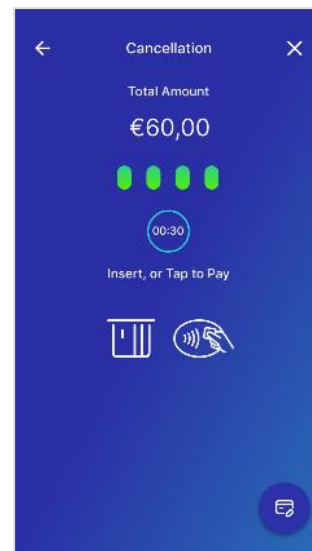 Cancellation
Total Amount
€60,00
00:30
Insert, or Tap to Pay